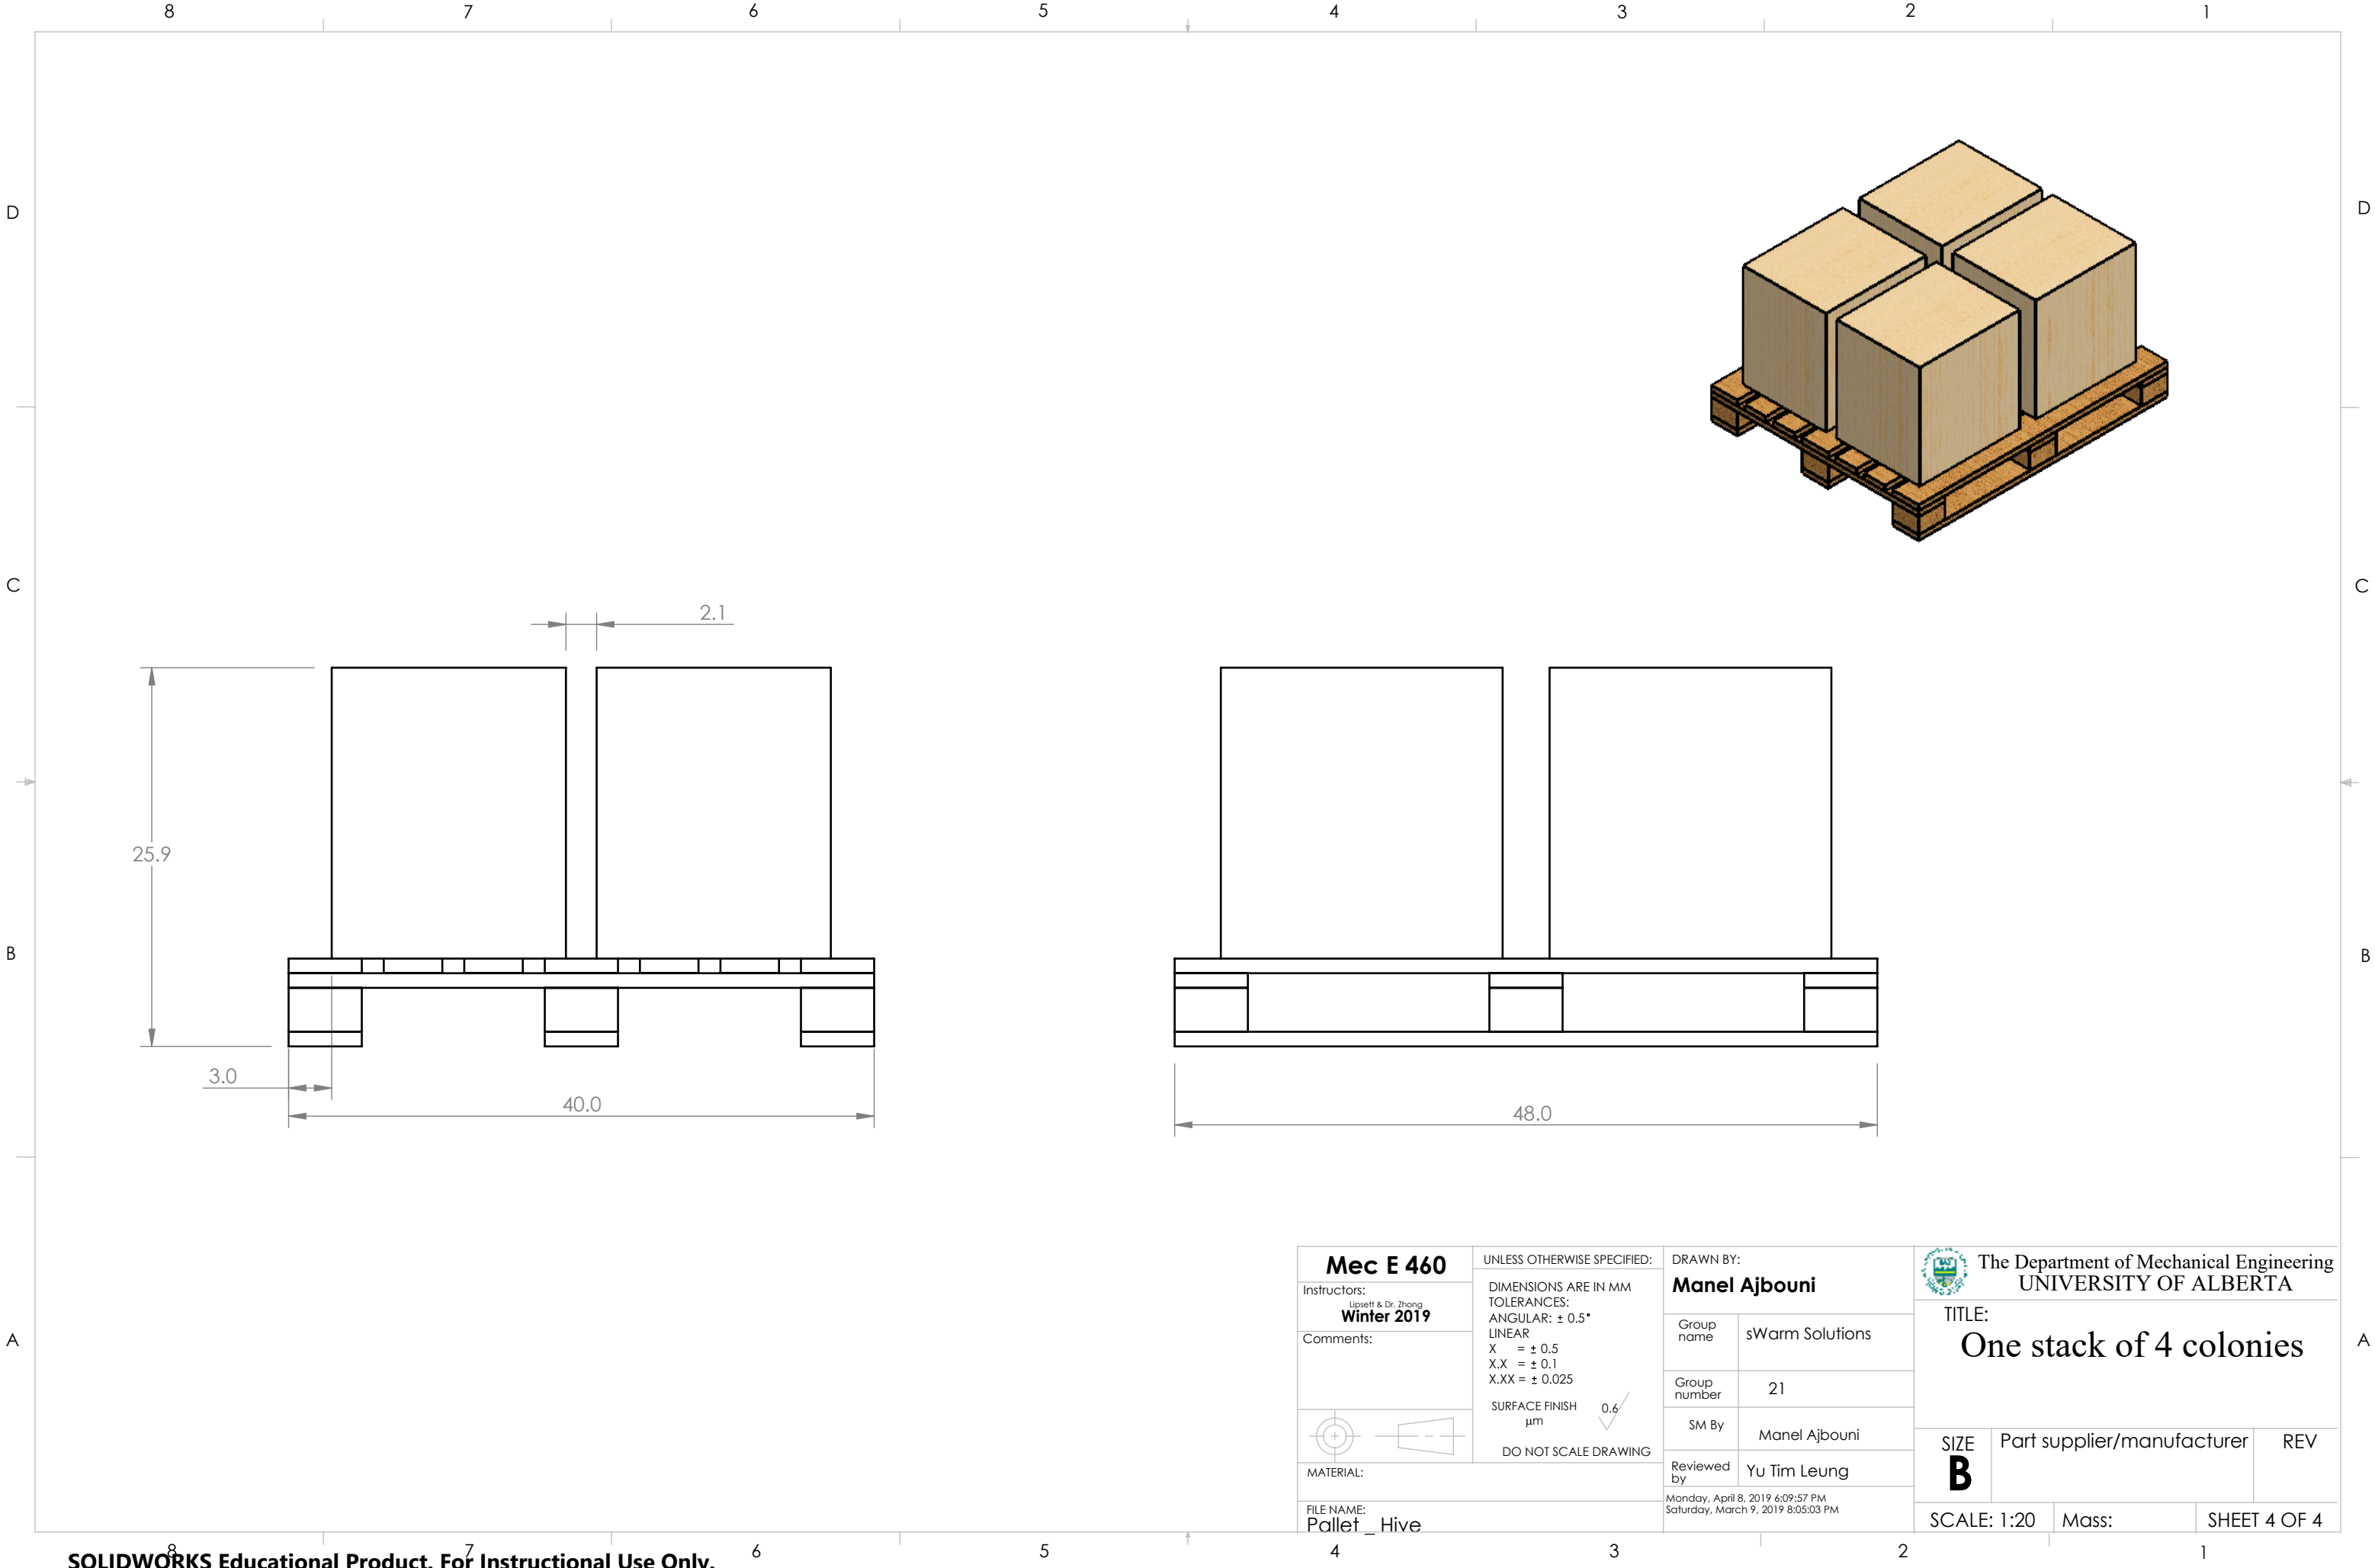 8 7 6 5 4 3 2 1
D D
C C
B B
A A
2.1
25.9
3.0
40.0
48.0
Mec E 460
Instructors:
Lipsett & Dr. Zhong
Winter 2019
Comments:
MATERIAL:
FILE NAME:
Pallet _ Hive
UNLESS OTHERWISE SPECIFIED:
DIMENSIONS ARE IN MM
TOLERANCES:
ANGULAR: ± 0.5°
LINEAR
X = ± 0.5
X.X = ± 0.1
X.XX = ± 0.025
SURFACE FINISH 0.6
µm
DO NOT SCALE DRAWING
DRAWN BY:
Manel Ajbouni
Group name sWarm Solutions
Group number 21
SM By Manel Ajbouni
Reviewed by Yu Tim Leung
Monday, April 8, 2019 6:09:57 PM
Saturday, March 9, 2019 8:05:03 PM
The Department of Mechanical Engineering
UNIVERSITY OF ALBERTA
TITLE:
One stack of 4 colonies
SIZE
B
Part supplier/manufacturer
REV
SCALE: 1:20 Mass: SHEET 4 OF 4
8 7 6 5 4 3 2 1
SOLIDWORKS Educational Product. For Instructional Use Only.